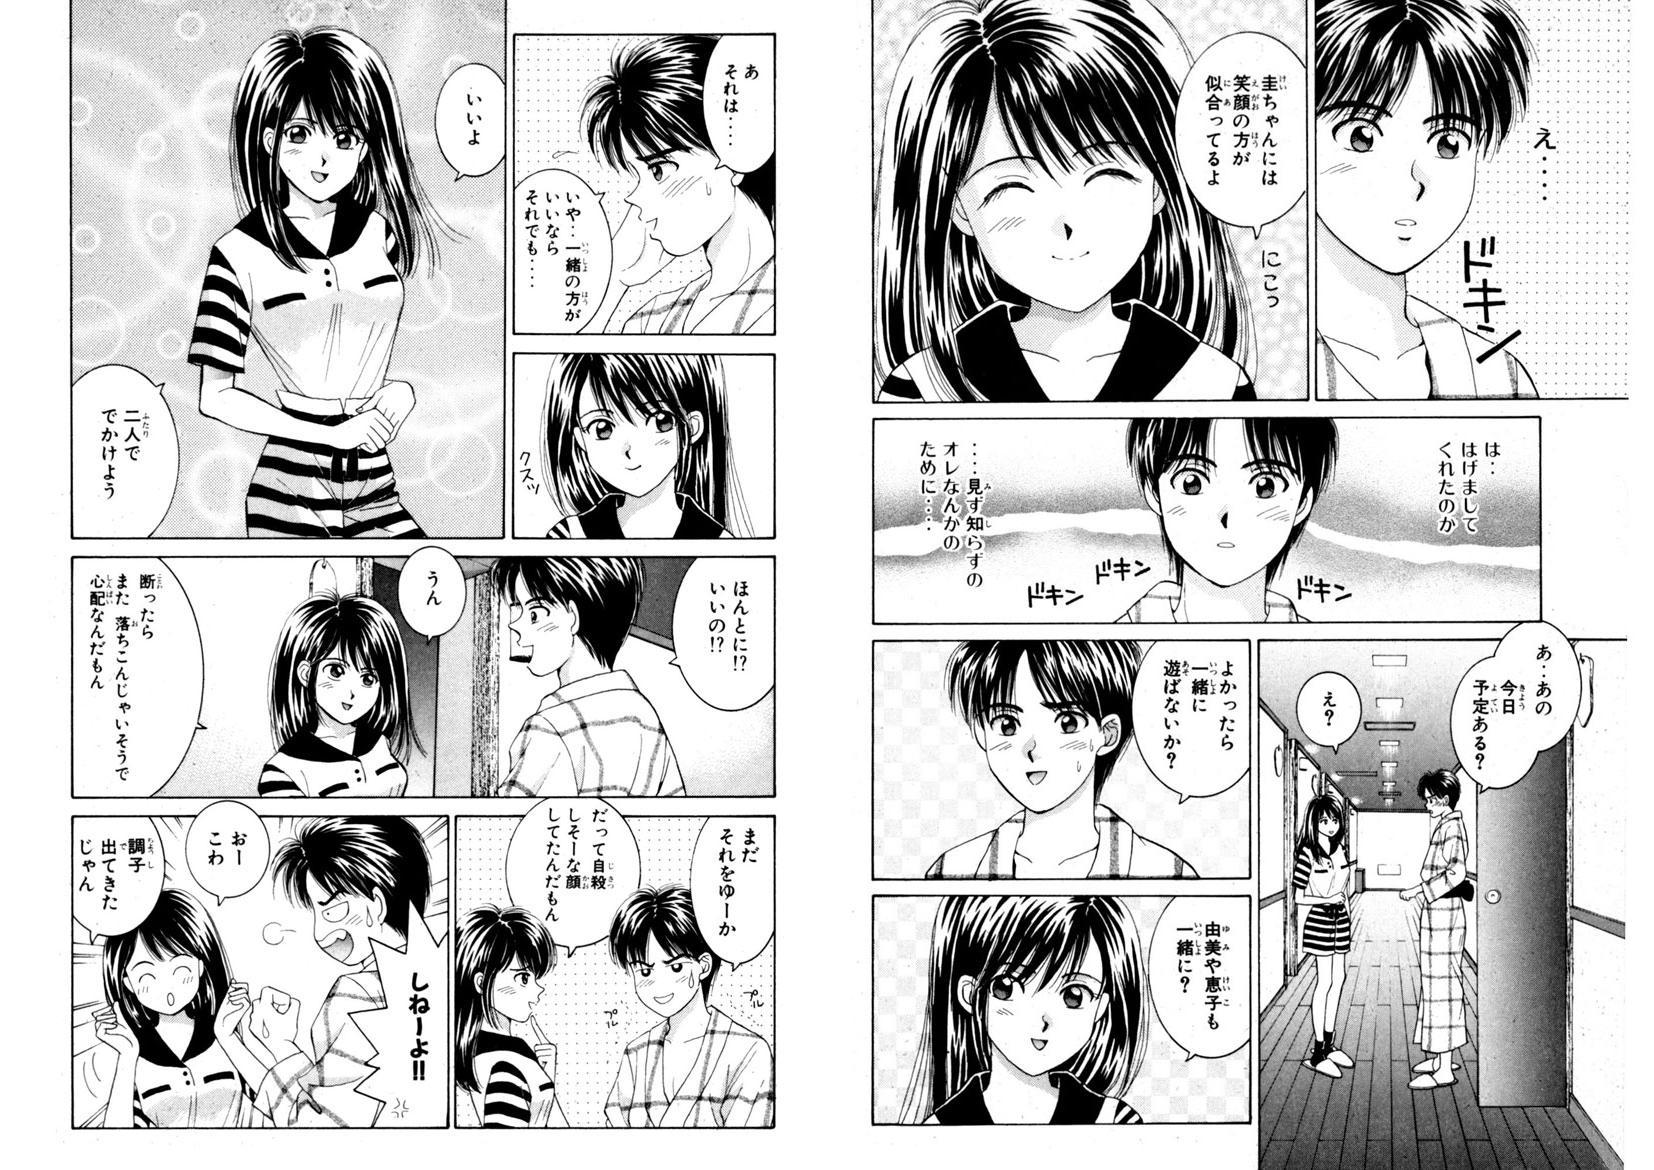 え‥‥
ドキン
圭ちゃんには
笑顔の方が
似合ってるよ
にこっ
は‥
はげまして
くれたのか
‥‥見ず知らずの
オレなんかの
ために‥‥
ドキン
ドキン
ドキン
あ‥あの
今日
予定ある?
え?
よかったら
一緒に
遊ばないか?
由美や恵子も
一緒に?
あ
それは‥‥
いや‥一緒の方が
いいなら
それでも‥‥
クスッ
いいよ
二人で
でかけよう
ほんとに!?
いいの!?
うん
断ったら
また 落ちこんじゃいそうで
心配なんだもん
まだ
それをゆーか
だって自殺
しそーな顔
してたんだもん
プル
プル
しねーよ!!
おー
こわ
調子
出てきた
じゃん